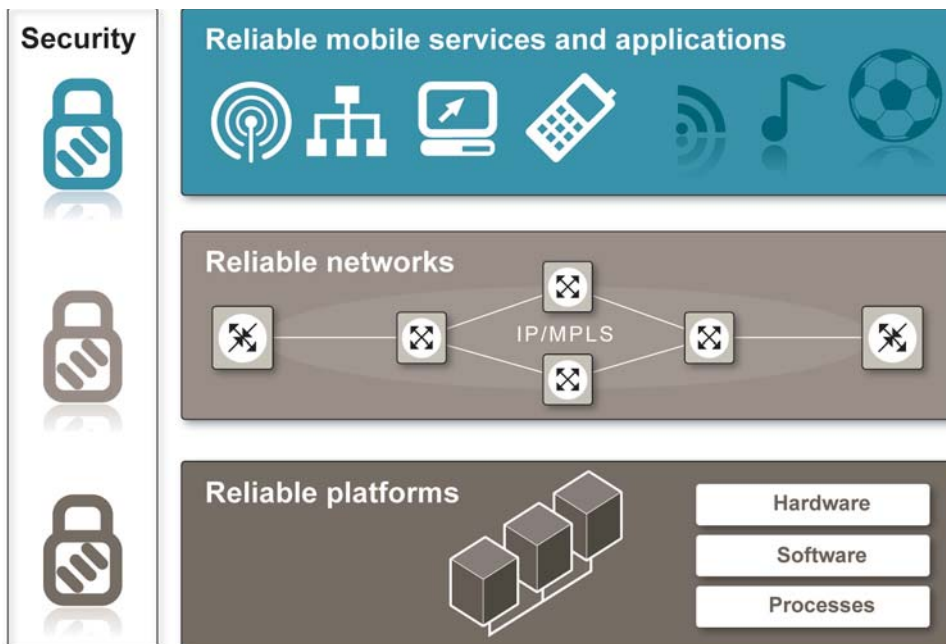 Security
Reliable mobile services and applications
Reliable networks
IP/MPLS
Reliable platforms
Hardware
Software
Processes